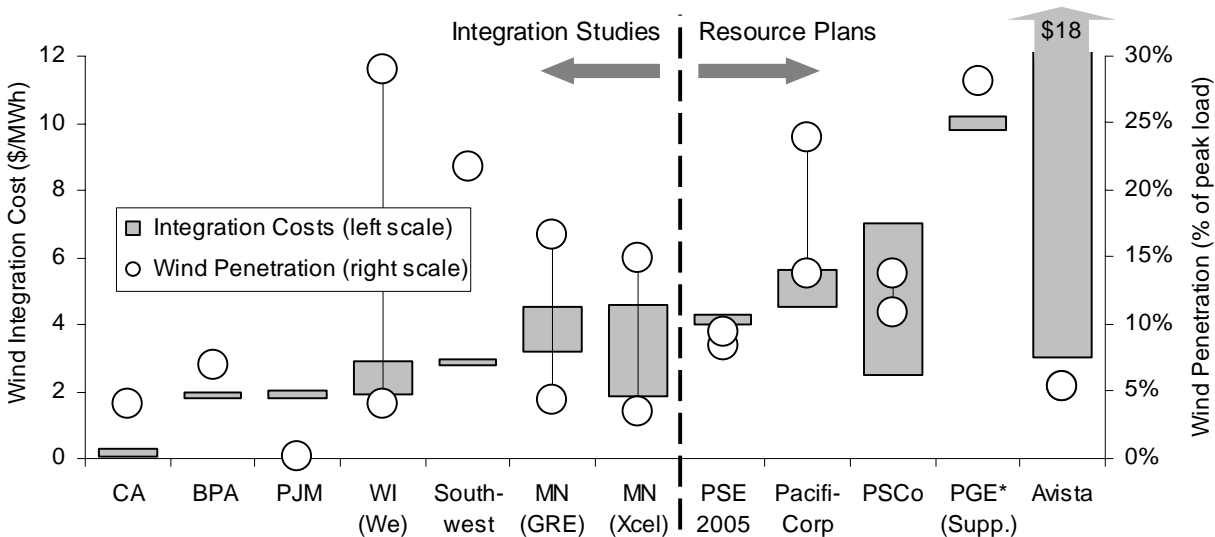 Integration Studies
Resource Plans
$18
Wind Integration Cost ($/MWh)
12
10
8
6
4
2
0
Integration Costs (left scale)
Wind Penetration (right scale)
30%
25%
20%
15%
10%
5%
0%
Wind Penetration (% of peak load)
CA
BPA
PJM
WI
(We)
South-
west
MN
(GRE)
MN
(Xcel)
PSE
2005
Pacifi-
Corp
PSCo
PGE*
(Supp.)
Avista